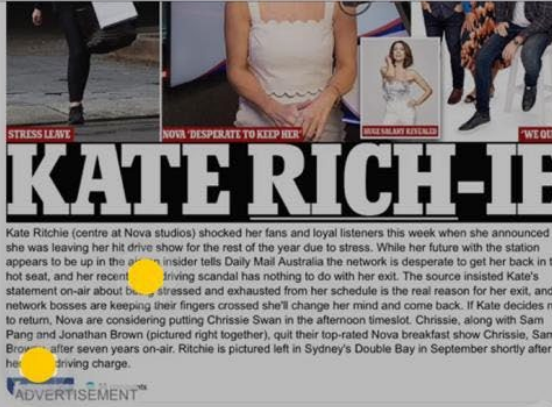 STRESS LEAVE
NOVA 'DESPERATE TO KEEP HER'
HUGE SALARY REVEALED
'WE QU
KATE RICH-IE
Kate Ritchie (centre at Nova studios) shocked her fans and loyal listeners this week when she announced
she was leaving her hit drive show for the rest of the year due to stress. While her future with the station
appears to be up in the an insider tells Daily Mail Australia the network is desperate to get her back in t
hot seat, and her recent driving scandal has nothing to do with her exit. The source insisted Kate's
statement on-air about being stressed and exhausted from her schedule is the real reason for her exit, and
network bosses are keeping their fingers crossed she'll change her mind and come back. If Kate decides n
to return, Nova are considering putting Chrissie Swan in the afternoon timeslot. Chrissie, along with Sam
Pang and Jonathan Brown (pictured right together), quit their top-rated Nova breakfast show Chrissie, Sam
Brow after seven years on-air. Ritchie is pictured left in Sydney's Double Bay in September shortly after
her driving charge.
ADVERTISEMENT